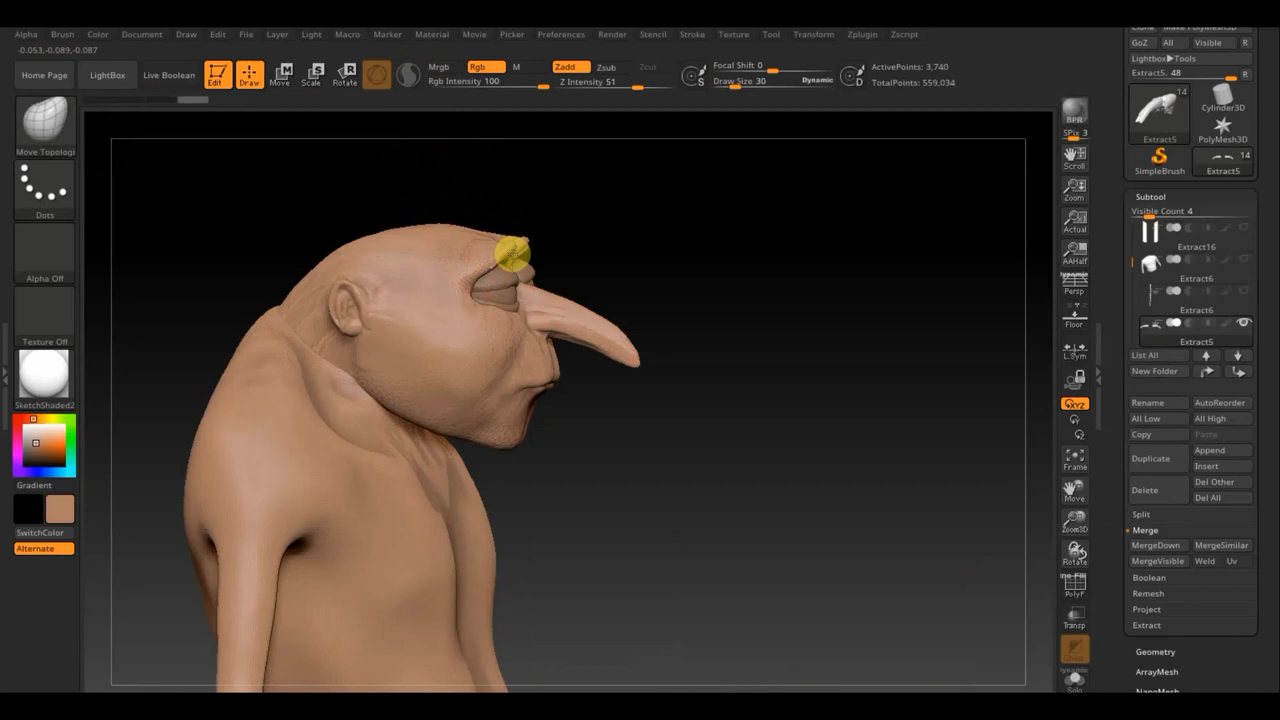 Alpha Brush Color Document Draw Edit File Layer Light Macro Marker Material Movie Picker Preferences Render Stencil Stroke Texture Tool Transform Zplugin Zscript
-0.053,-0.089,-0.087
Home Page LightBox Live Boolean Edit Draw Move Scale Rotate
Mrgb Rgb M Zadd Zsub Zcut
Rgb Intensity 100 Z Intensity 51
Focal Shift 0
Draw Size 30 Dynamic
ActivePoints: 3,740
TotalPoints: 559,034
Move Topologi
Dots
Alpha Off
Texture Off
SketchShaded2
Gradient
SwitchColor
Alternate
BPR
SPix 3
Scroll
Zoom
Actual
AAHalf
Persp
Floor
L.Sym
XYZ
Frame
Move
Zoom3D
Rotate
PolyF
Transp
Solo
GoZ All Visible R
Lightbox▶Tools
Extract5. 48 R
14
Extract5
Cylinder3D
PolyMesh3D
SimpleBrush
14
Extract5
Subtool
Visible Count 4
Extract16
Extract6
Extract6
Extract5
List All
New Folder
Rename AutoReorder
All Low All High
Copy Paste
Duplicate Append
Insert
Delete Del Other
Del All
Split
Merge
MergeDown MergeSimilar
MergeVisible Weld Uv
Boolean
Remesh
Project
Extract
Geometry
ArrayMesh